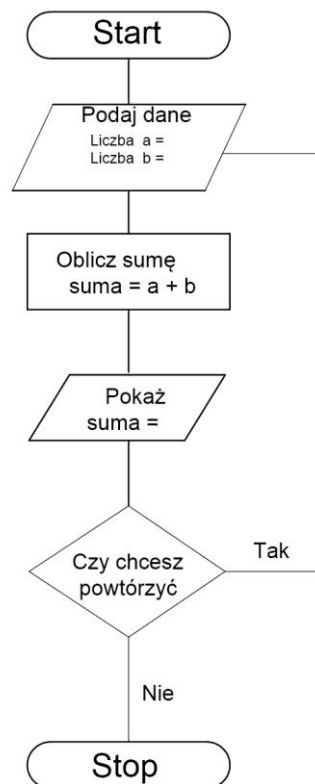 Start
Podaj dane
Liczba a =
Liczba b =
Oblicz sumę
suma = a + b
Pokaż
suma =
Czy chcesz
powtórzyć
Tak
Nie
Stop